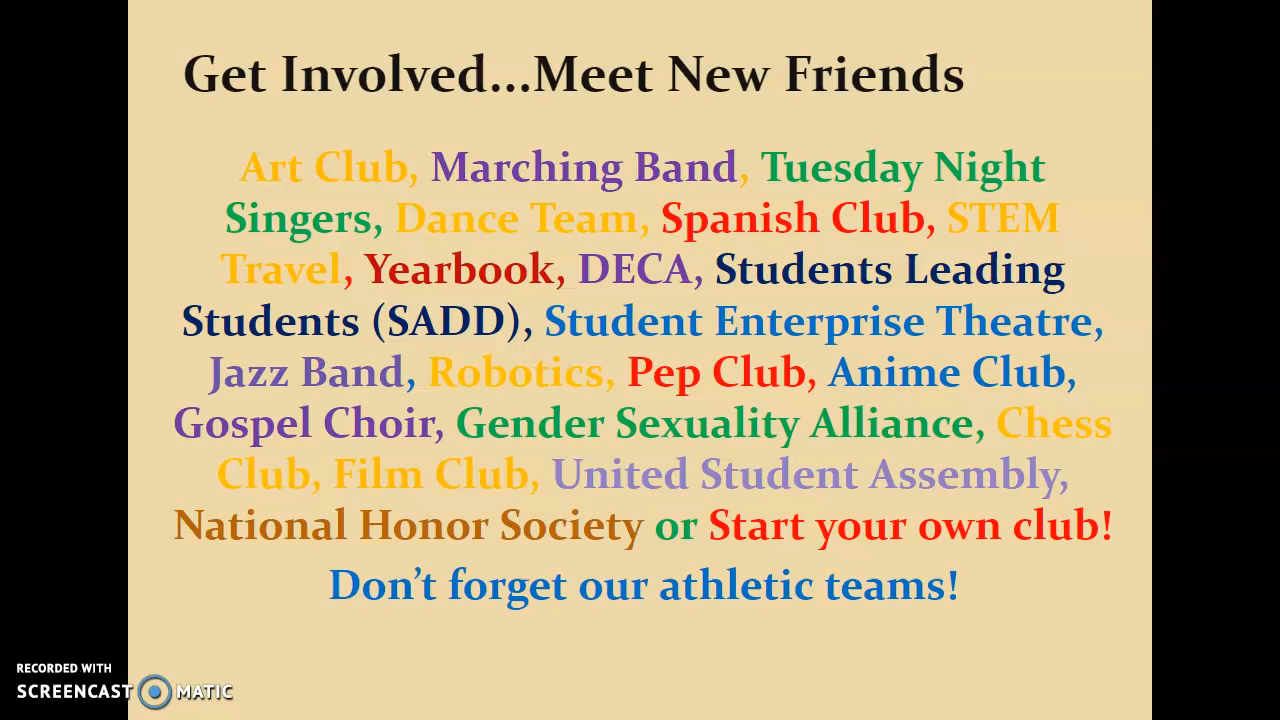 Get Involved...Meet New Friends
Art Club, Marching Band, Tuesday Night
Singers, Dance Team, Spanish Club, STEM
Travel, Yearbook, DECA, Students Leading
Students (SADD), Student Enterprise Theatre,
Jazz Band, Robotics, Pep Club, Anime Club,
Gospel Choir, Gender Sexuality Alliance, Chess
Club, Film Club, United Student Assembly,
National Honor Society or Start your own club!
Don't forget our athletic teams!
RECORDED WITH
SCREENCAST MATIC